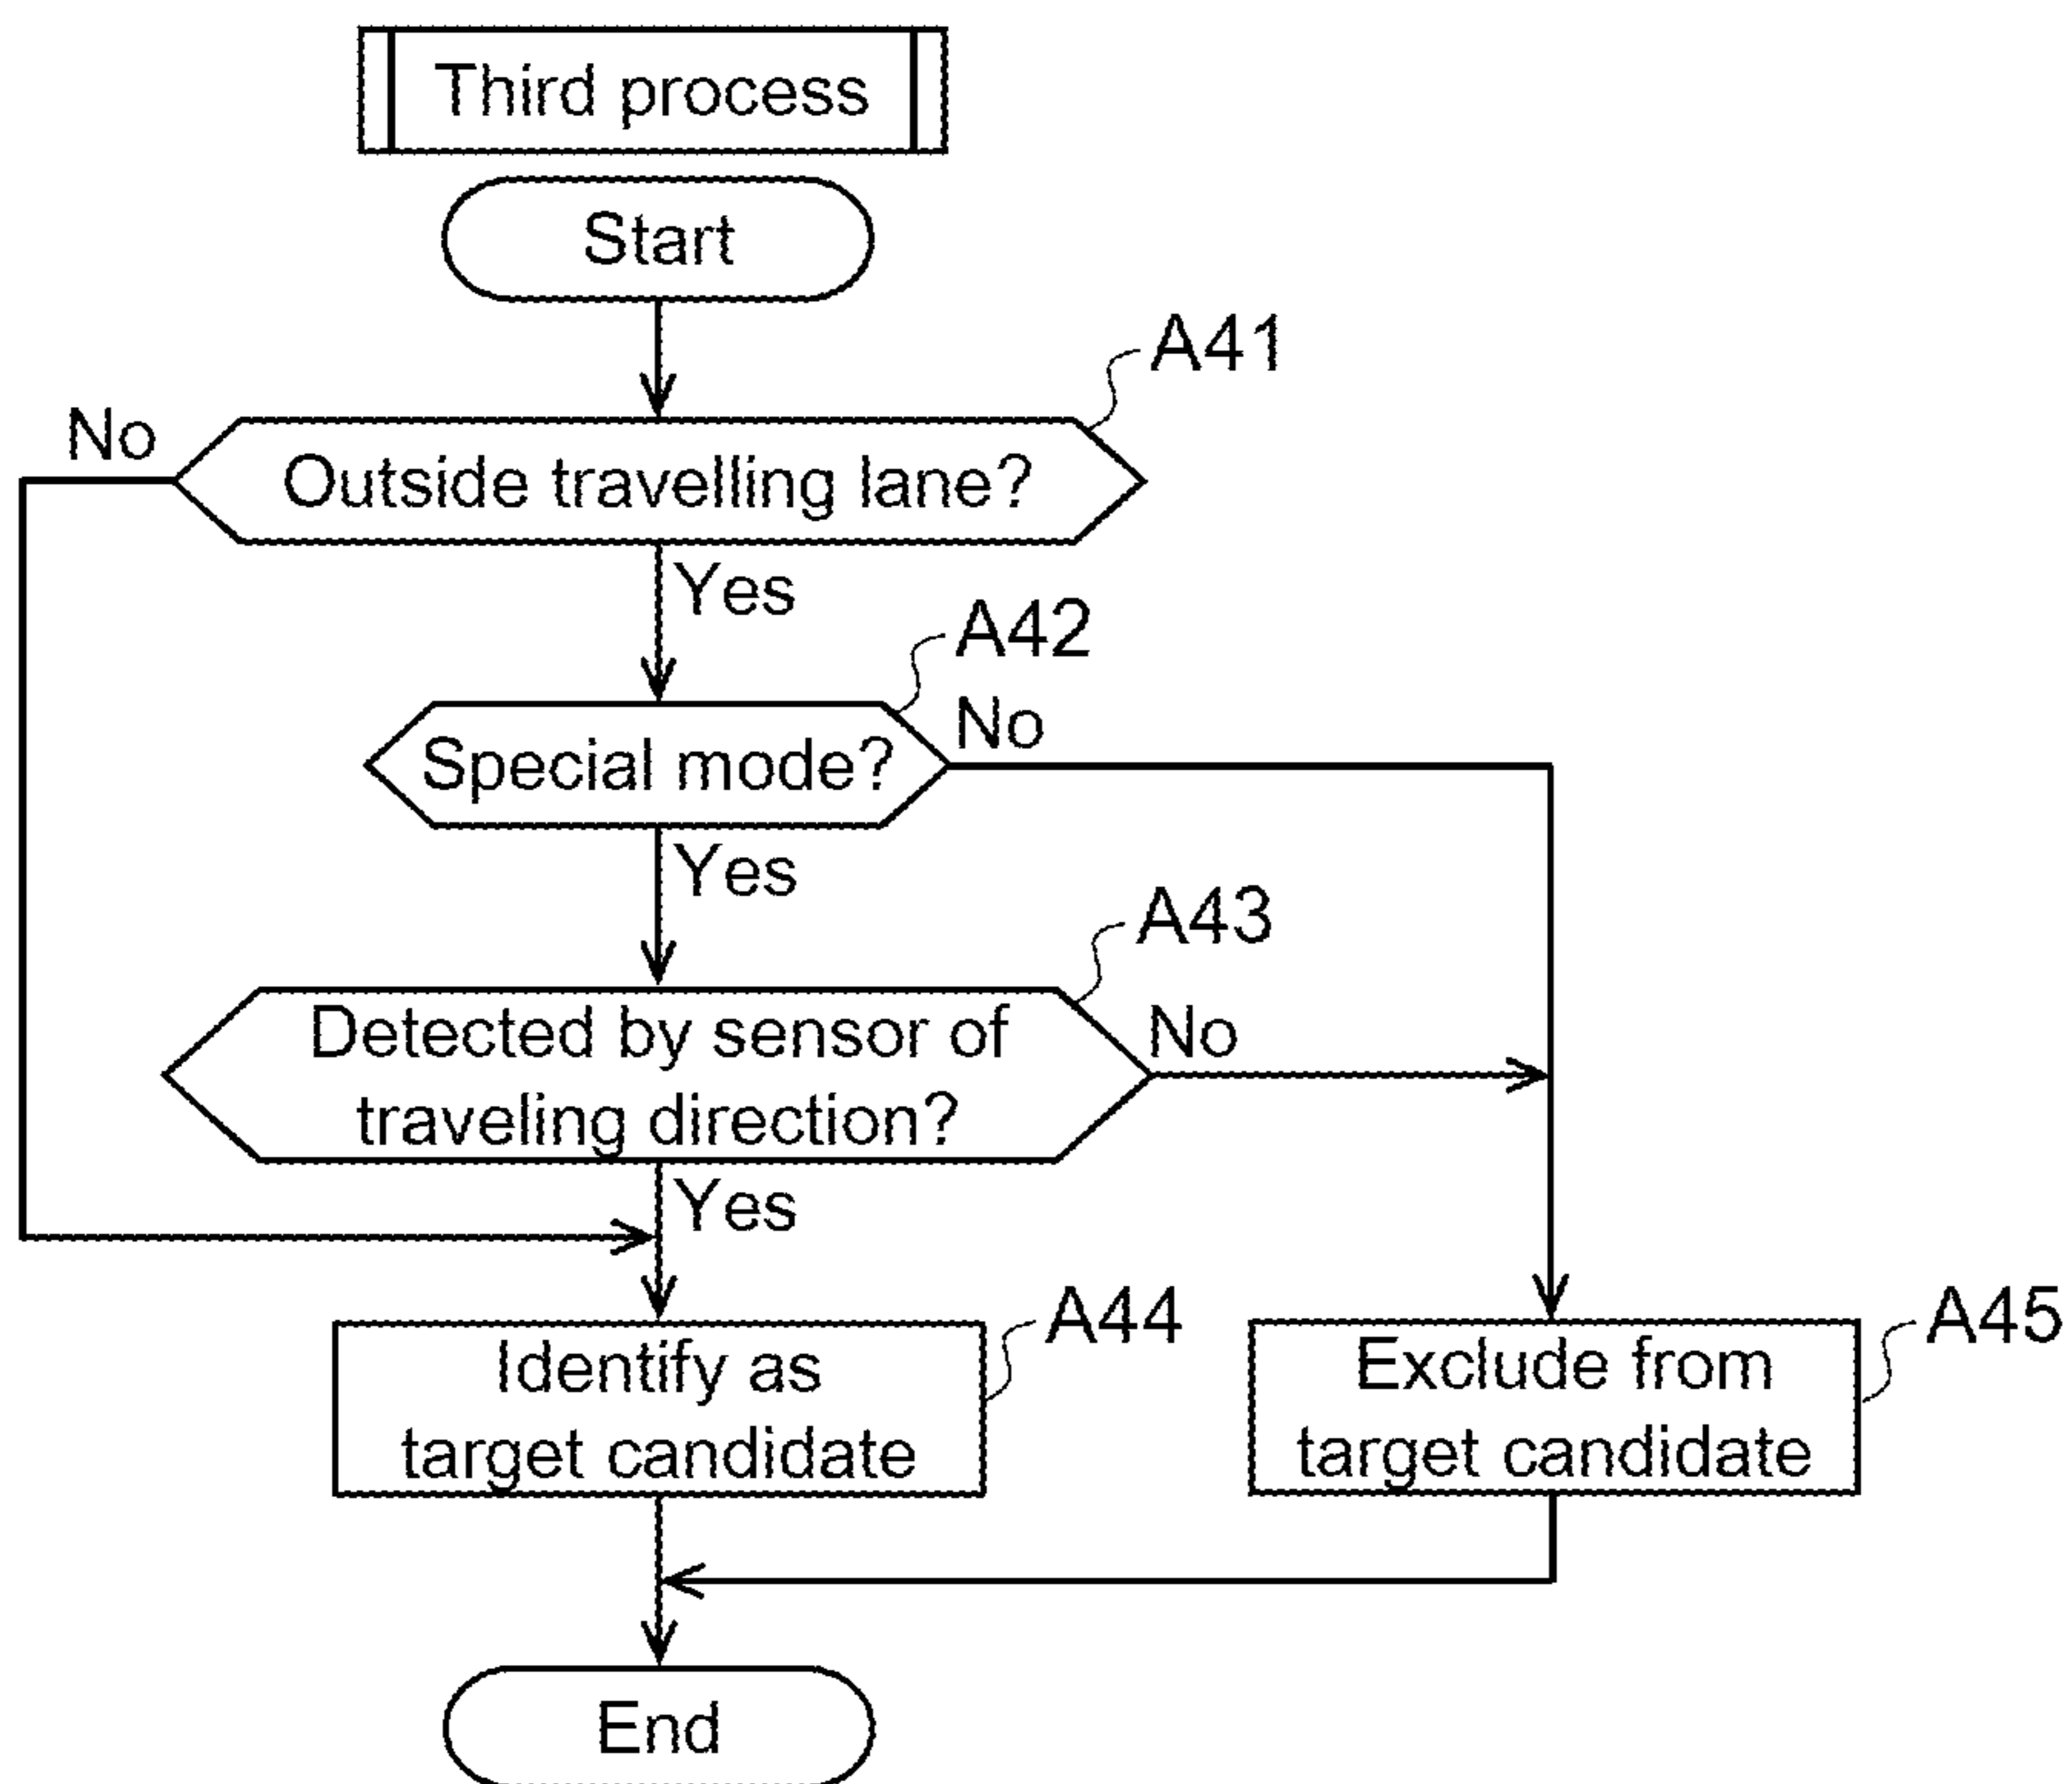 Third process
Start
A41
No
Outside travelling lane?
Yes
A42
No
Special mode?
Yes
A43
Detected by sensor of
No
traveling direction?
Yes
A44
A45
Identify as
target candidate
Exclude from
target candidate
End